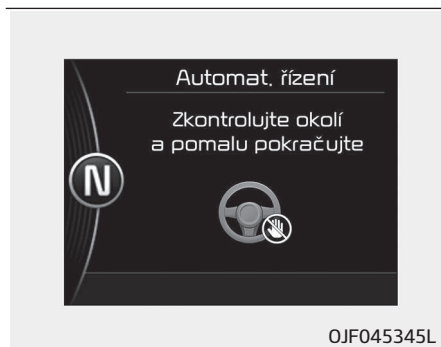 Automat. řízení
Zkontrolujte okolí
a pomalu pokračujte
N
OJF045345L